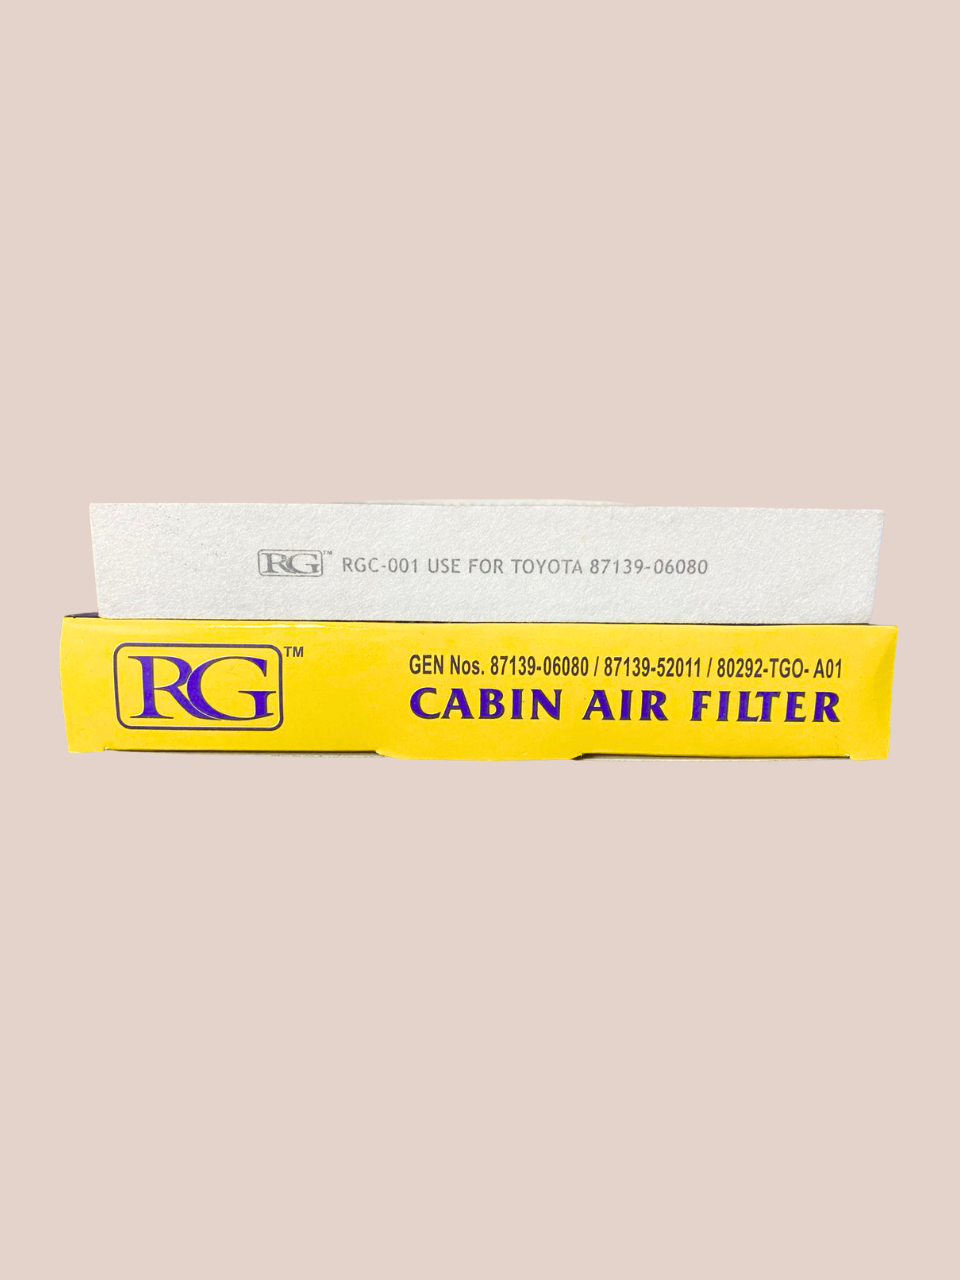 RG™ RGC-001 USE FOR TOYOTA 87139-06080
RG™
GEN Nos. 87139-06080 / 87139-52011 / 80292-TGO- A01
CABIN AIR FILTER